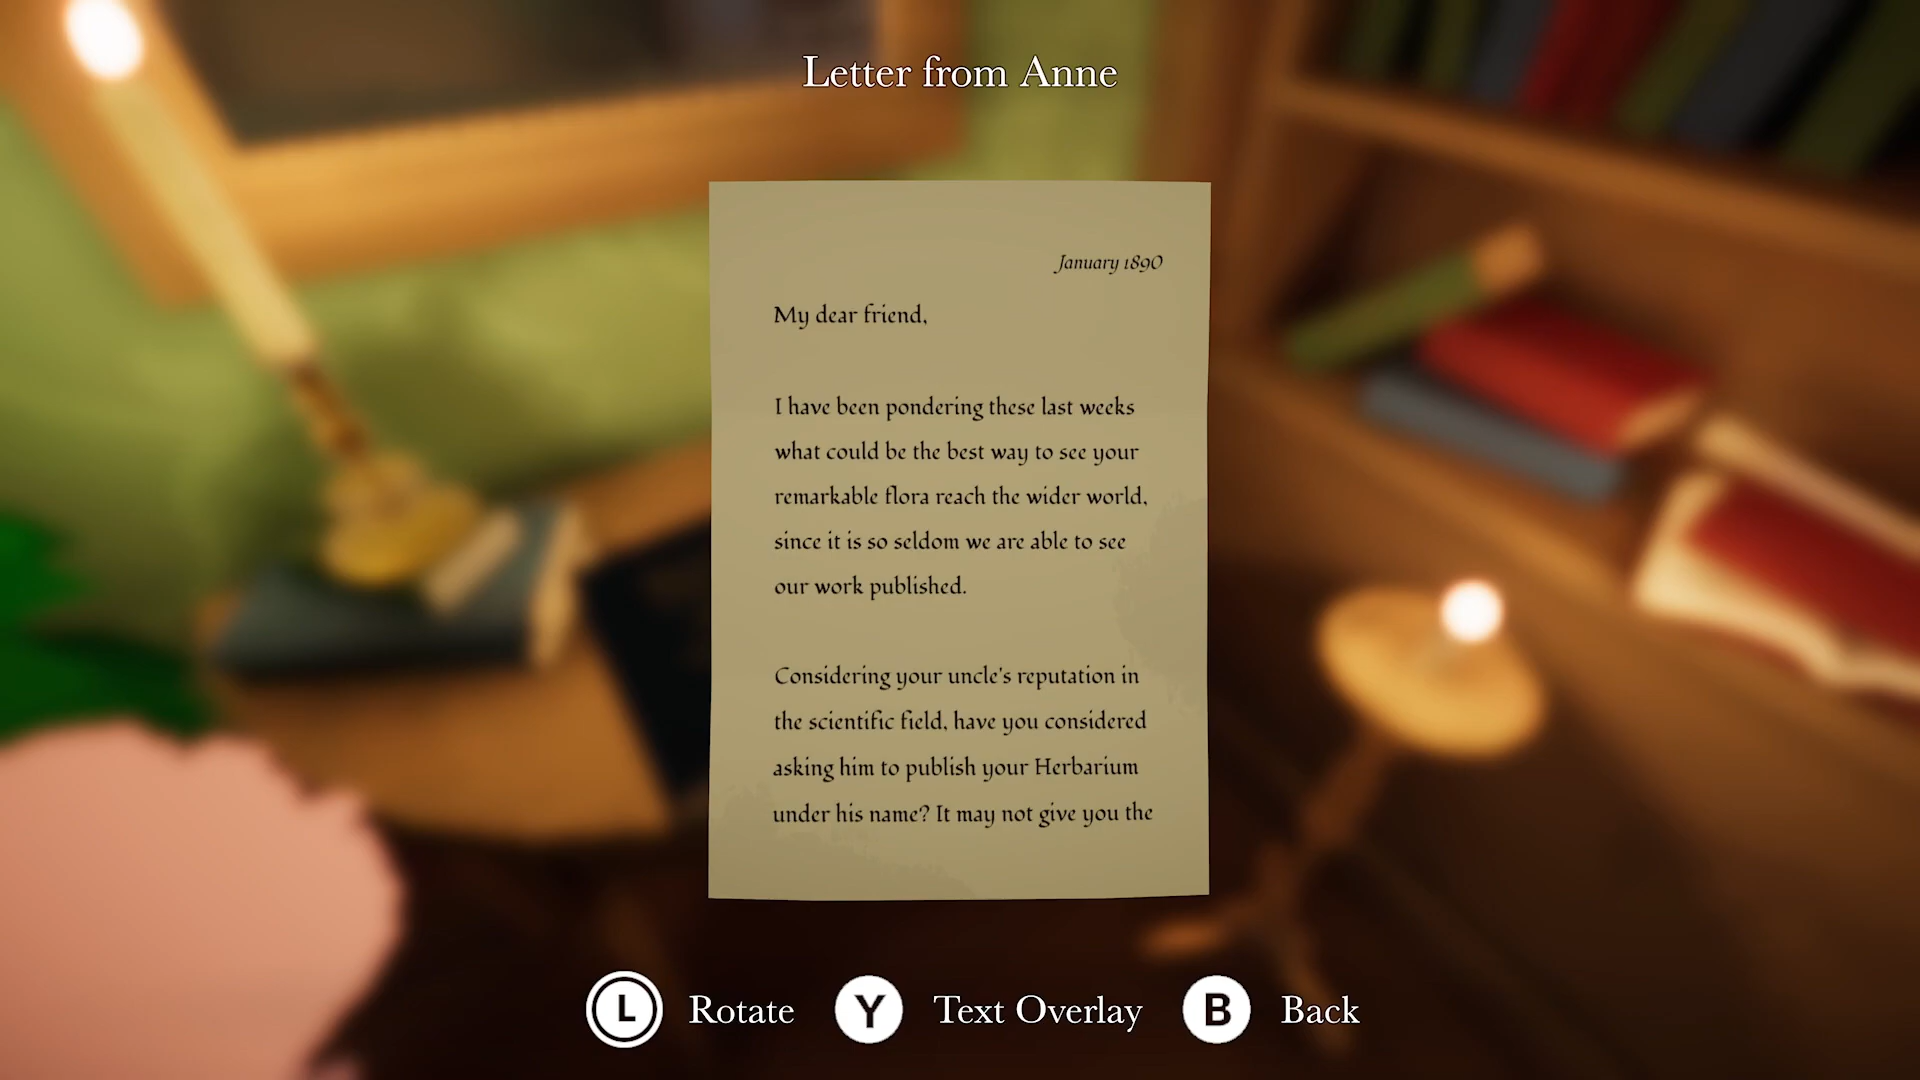 Letter from Anne
January 1890
My dear friend,
I have been pondering these last weeks
what could be the best way to see your
remarkable flora reach the wider world,
since it is so seldom we are able to see
our work published.
Considering your uncle's reputation in
the scientific field, have you considered
asking him to publish your Herbarium
under his name? It may not give you the
L Rotate Y Text Overlay B Back